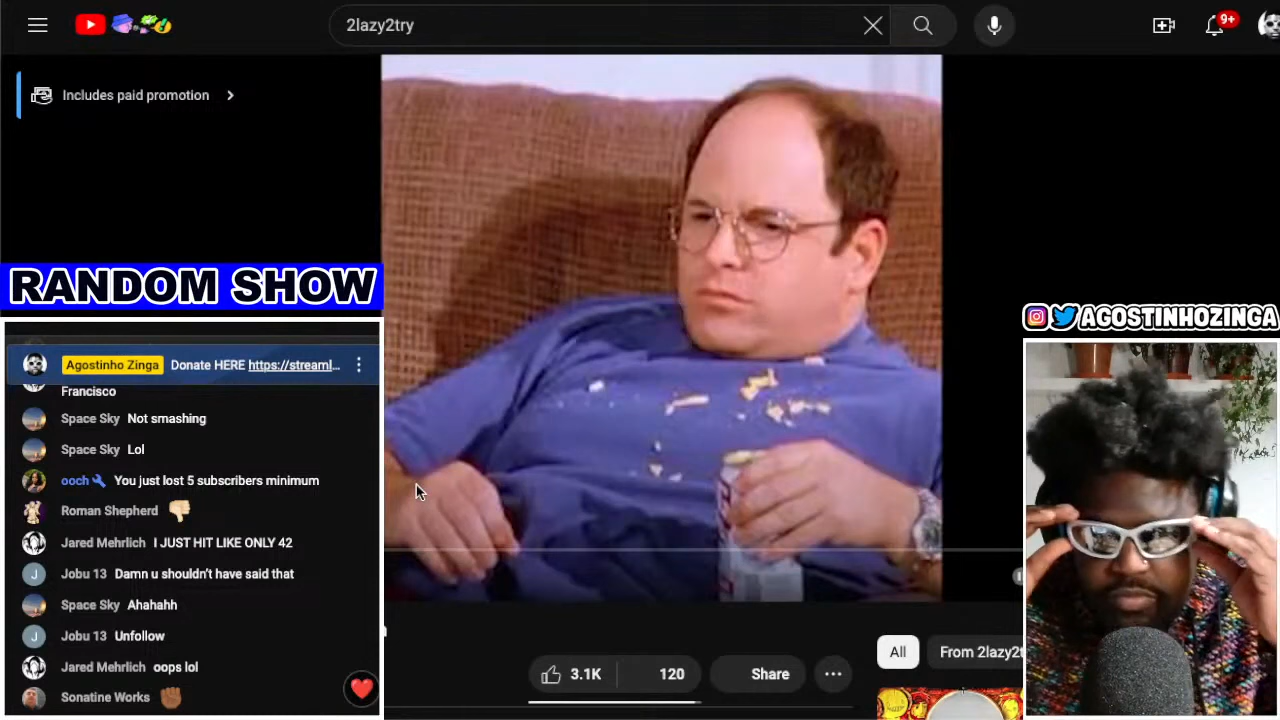 2lazy2try
9+
Includes paid promotion
RANDOM SHOW
Agostinho Zinga Donate HERE https://streaml...
Francisco
Space Sky Not smashing
Space Sky Lol
ooch You just lost 5 subscribers minimum
Roman Shepherd
Jared Mehrlich I JUST HIT LIKE ONLY 42
J Jobu 13 Damn u shouldn't have said that
Space Sky Ahahahh
J Jobu 13 Unfollow
Jared Mehrlich oops lol
Sonatine Works
AGOSTINHOZINGA
3.1K 120 Share
All From 2lazy2t